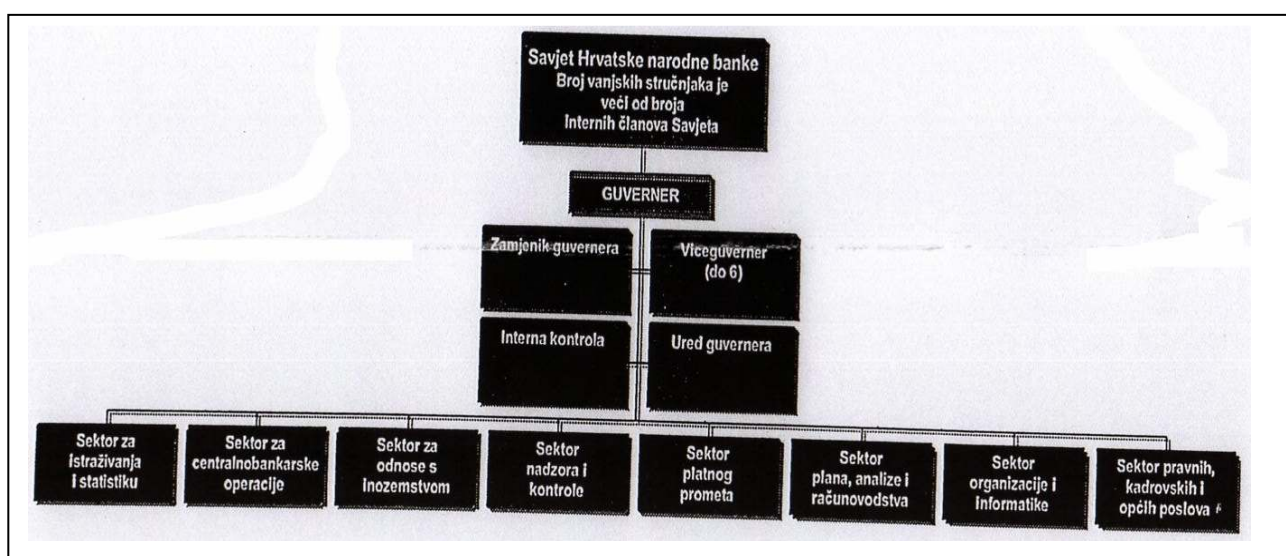 Savjet Hrvatske narodne banke
Broj vanjskih stručnjaka je
veći od broja
Internih članova Savjeta
GUVERNER
Zamjenik guvernera
Viceguverner
(do 6)
Interna kontrola
Ured guvernera
Sektor za
istraživanja
i statistiku
Sektor za
centralnobankarske
operacije
Sektor za
odnose s
Inozemstvom
Sektor
nadzora i
kontrole
Sektor
platnog
prometa
Sektor
plana, analize i
računovodstva
Sektor
organizacije i
informatike
Sektor pravnih,
kadrovskih i
općih poslova